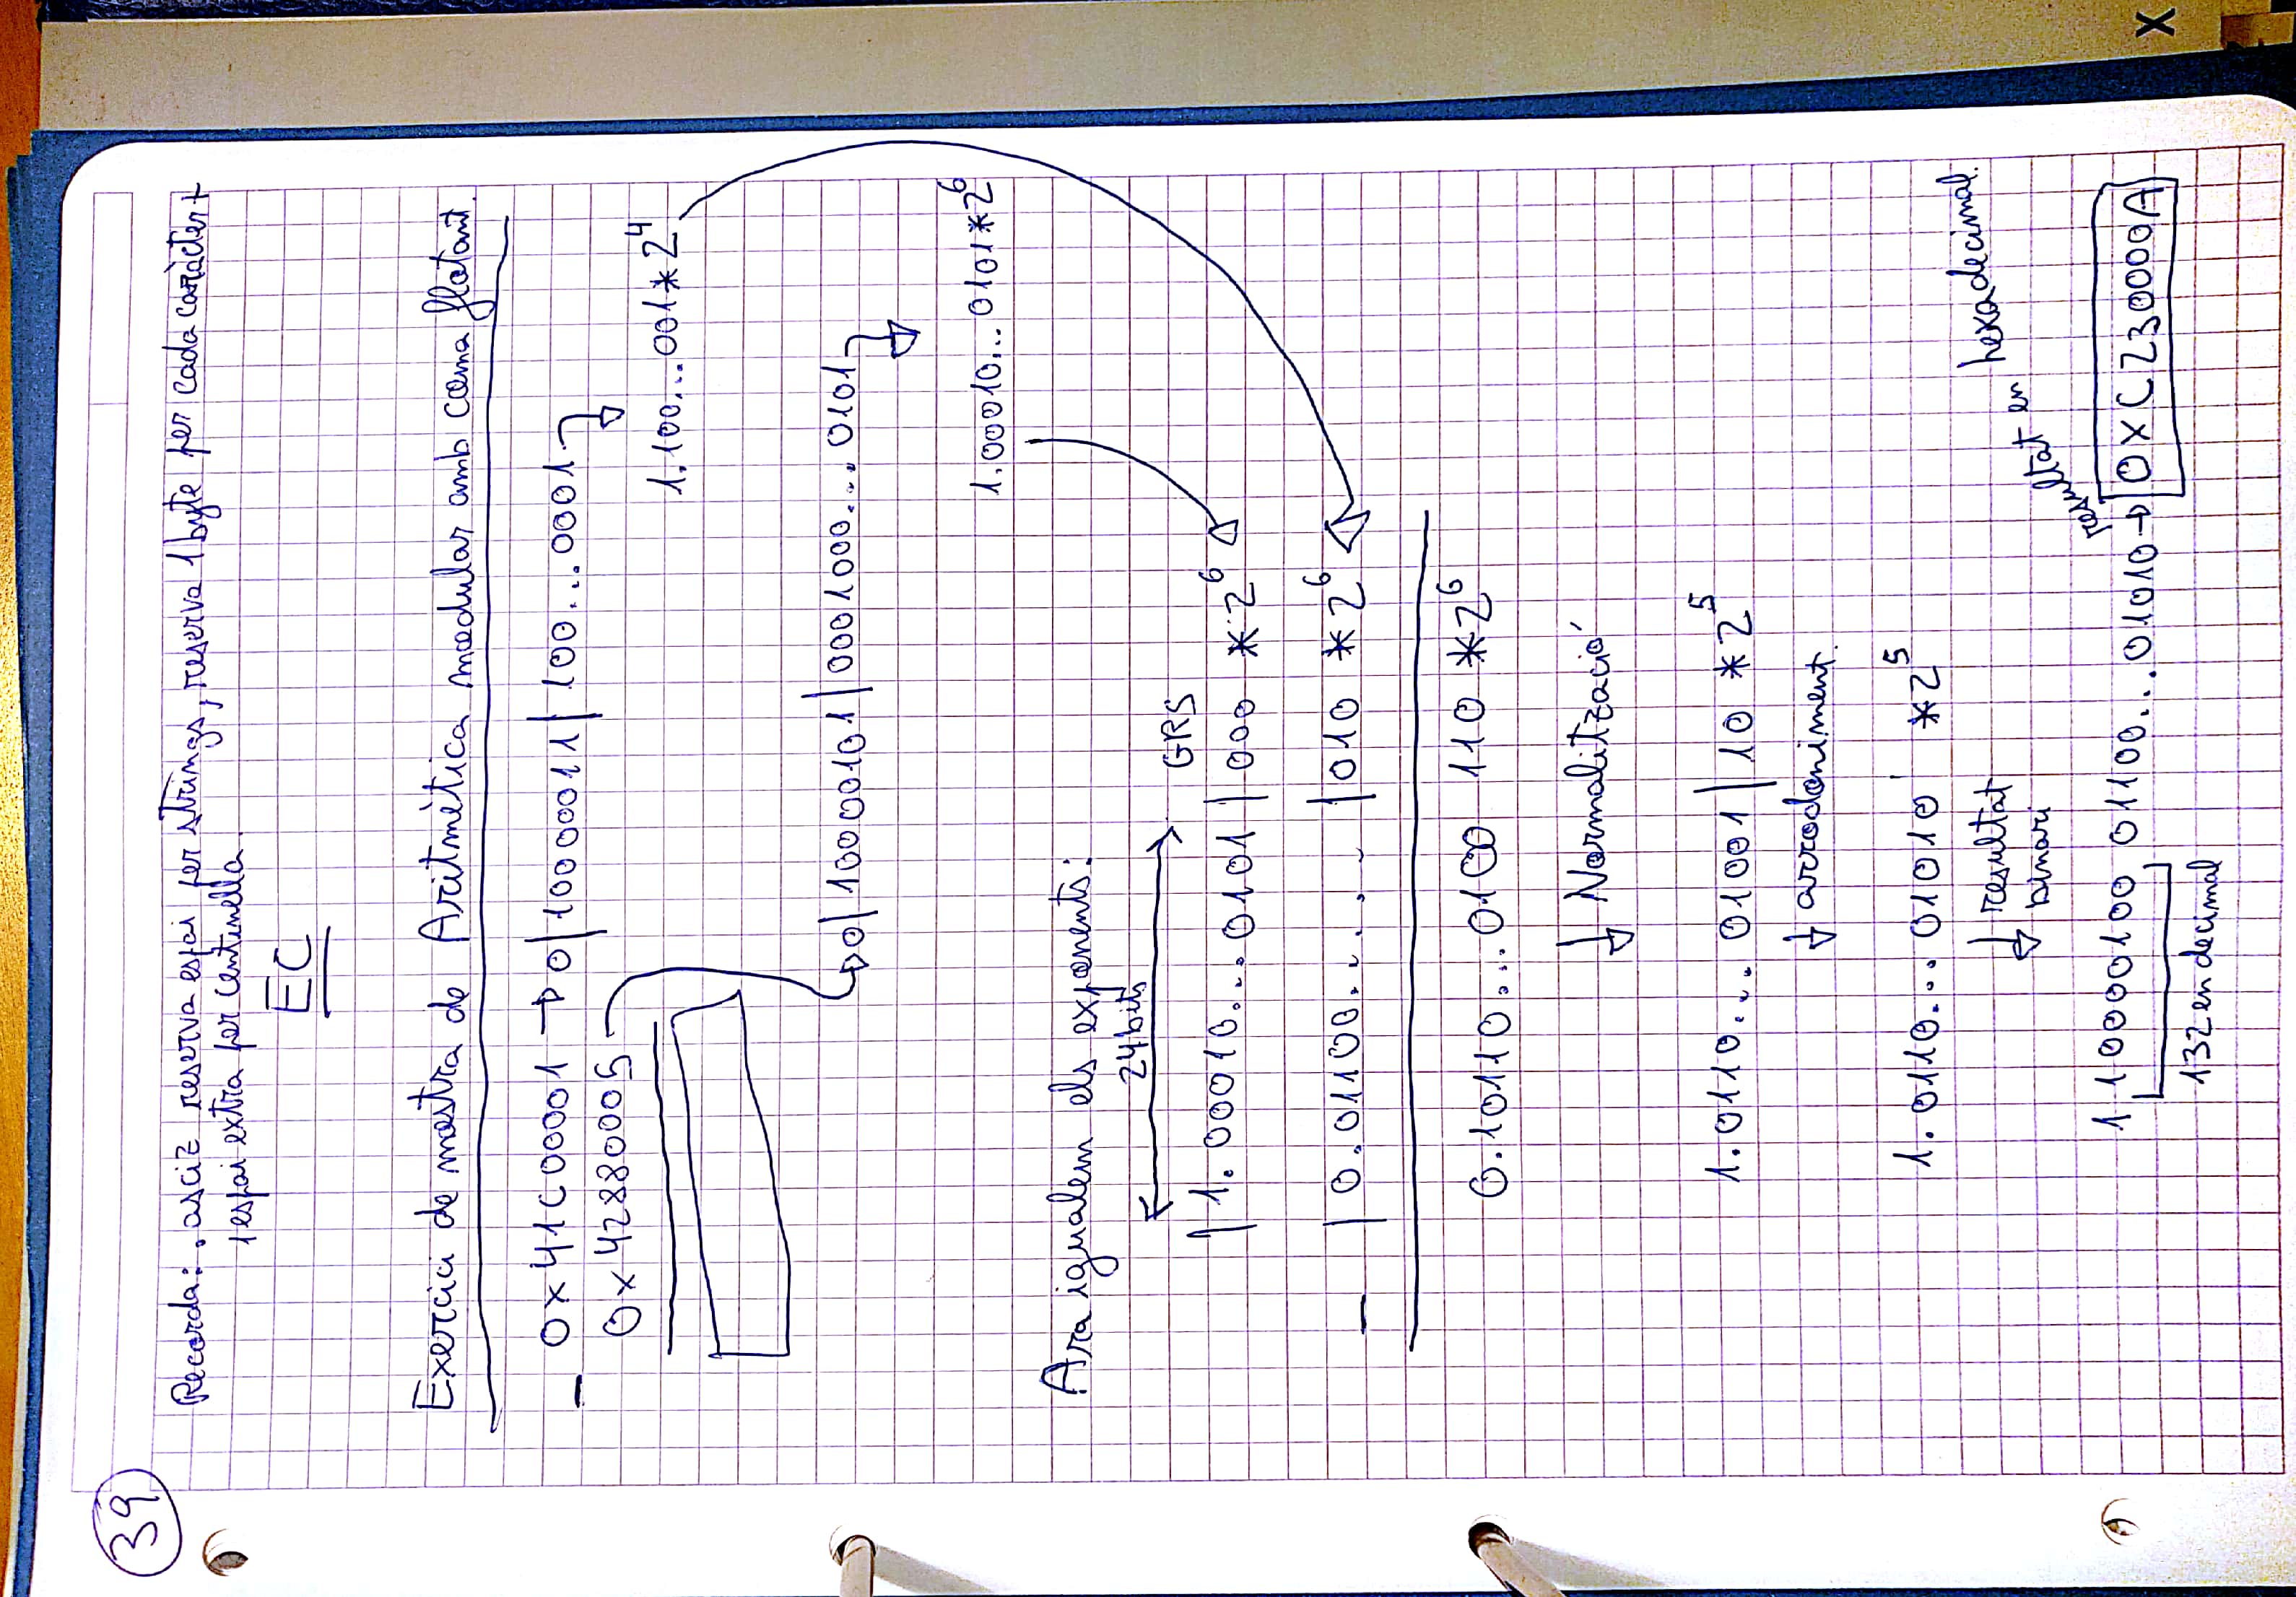 39
Recorda: .asciz reserva espai per strings, reserva 1 byte per cada caràcter +
1 espai extra per centinella.
EC
Exercici de mostra de Aritmètica modular amb coma flotant.
- 0x41C00001 → 0|10000011|100...0001
0x42880005
1.100...001*2^4
0|10000101|0001000...0101
1.00010...0101*2^6
Ara igualem els exponents:
24 bits
GRS
|1.00010...0101|000 *2^6
- |0.01100.....|010 *2^6
0.10110...0100 110 *2^6
↓ Normalització
1.0110...01001|10 *2^5
↓ arrodoniment.
1.0110...01010 *2^5
↓ resultat
binari
resultat en hexadecimal.
1 10000100 01100...01010 → 0XC230000A
132 en decimal
X